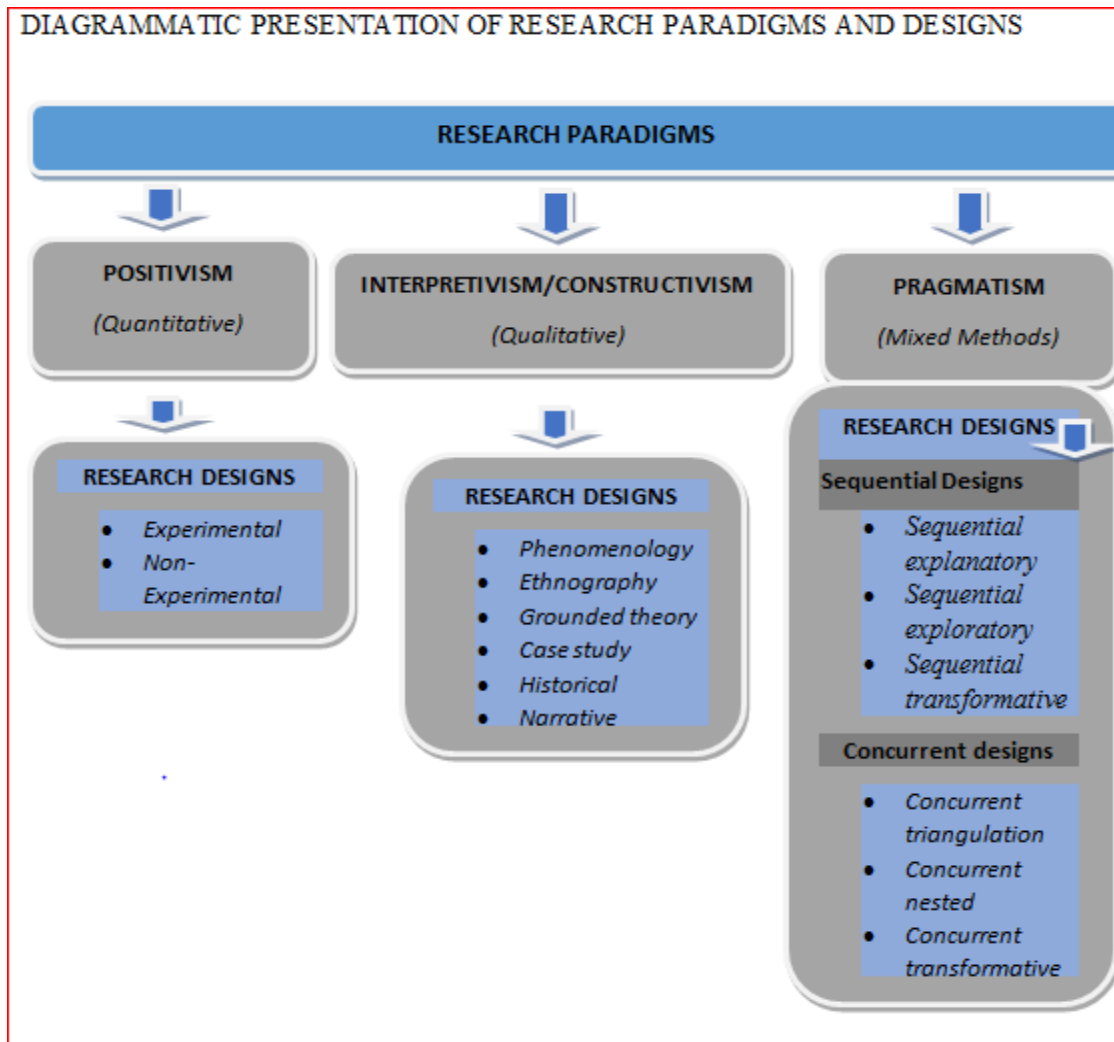 DIAGRAMMATIC PRESENTATION OF RESEARCH PARADIGMS AND DESIGNS
RESEARCH PARADIGMS
POSITIVISM
(Quantitative)
RESEARCH DESIGNS
• Experimental
• Non-
Experimental
INTERPRETIVISM/CONSTRUCTIVISM
(Qualitative)
RESEARCH DESIGNS
• Phenomenology
• Ethnography
• Grounded theory
• Case study
• Historical
• Narrative
PRAGMATISM
(Mixed Methods)
RESEARCH DESIGNS
Sequential Designs
• Sequential
explanatory
• Sequential
exploratory
• Sequential
transformative
Concurrent designs
• Concurrent
triangulation
• Concurrent
nested
• Concurrent
transformative